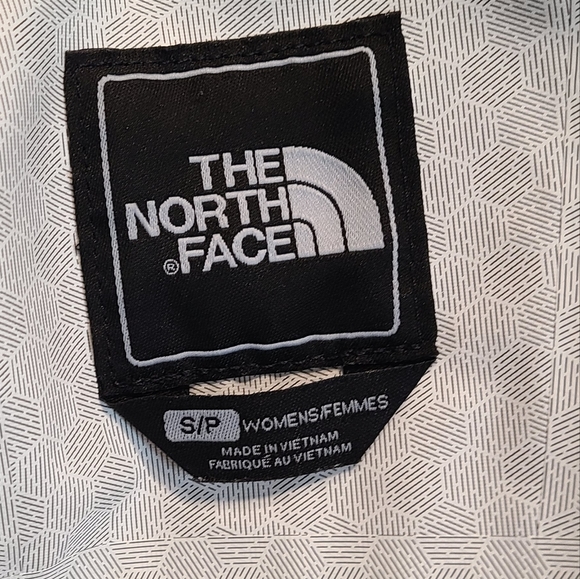 THE
NORTH
® FACE
S/P WOMENS/FEMMES
MADE IN VIETNAM
FABRIQUÉ AU VIETNAM